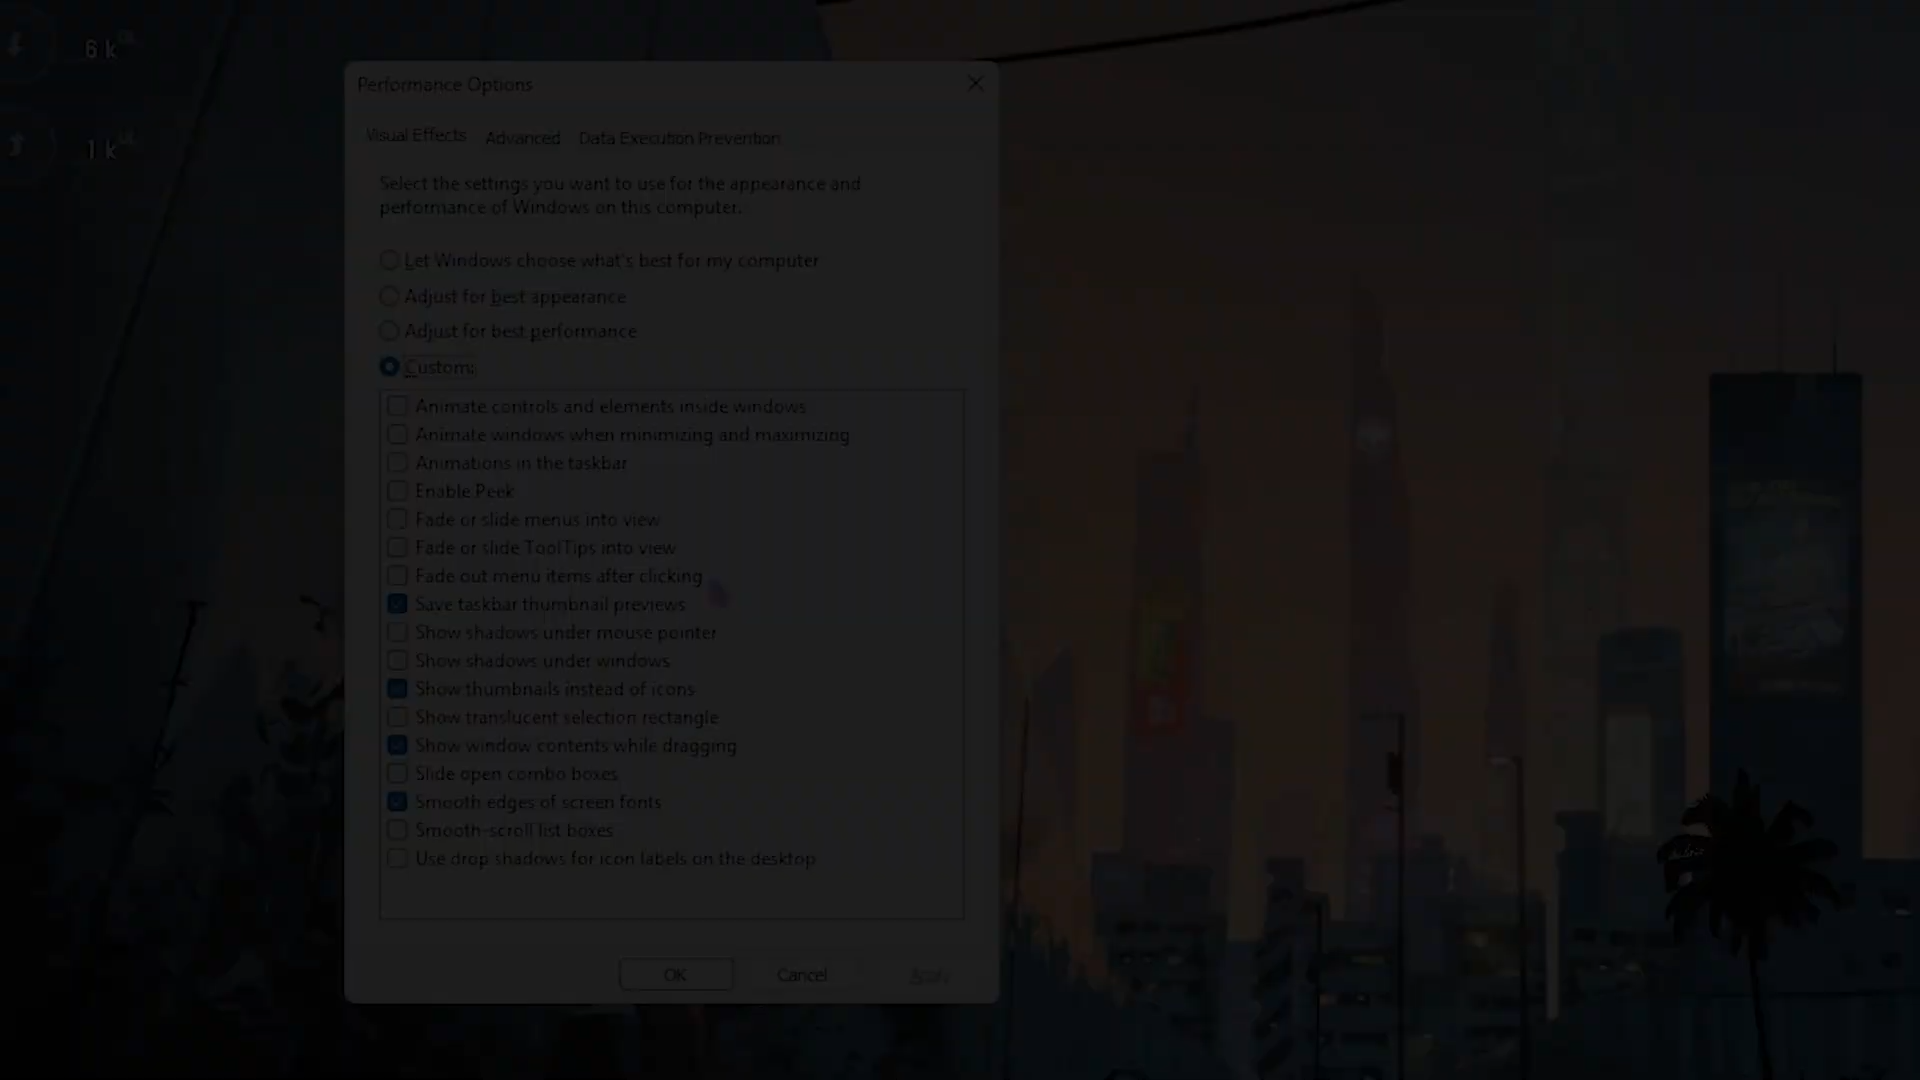 6 k
1 k
Performance Options
Visual Effects Advanced Data Execution Prevention
Select the settings you want to use for the appearance and
performance of Windows on this computer.
Let Windows choose what's best for my computer
Adjust for best appearance
Adjust for best performance
Custom:
Animate controls and elements inside windows
Animate windows when minimizing and maximizing
Animations in the taskbar
Enable Peek
Fade or slide menus into view
Fade or slide ToolTips into view
Fade out menu items after clicking
Save taskbar thumbnail previews
Show shadows under mouse pointer
Show shadows under windows
Show thumbnails instead of icons
Show translucent selection rectangle
Show window contents while dragging
Slide open combo boxes
Smooth edges of screen fonts
Smooth-scroll list boxes
Use drop shadows for icon labels on the desktop
OK Cancel Apply